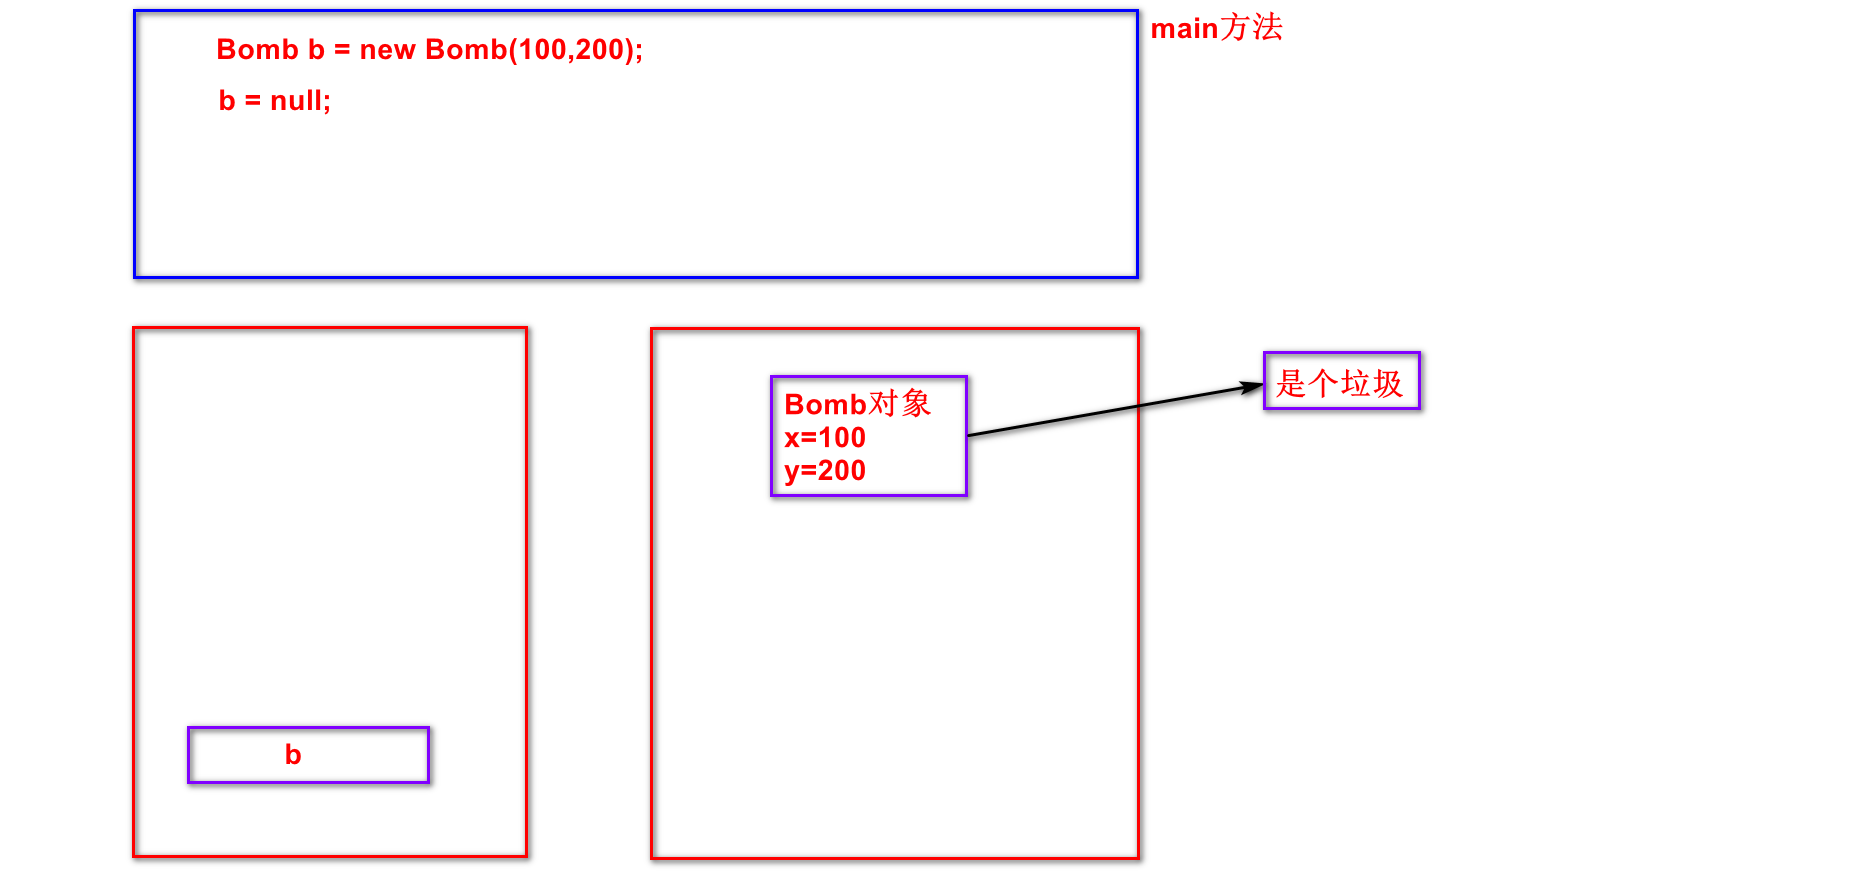 Bomb b = new Bomb(100,200);
b = null;
main方法
Bomb对象
x=100
y=200
是个垃圾
b